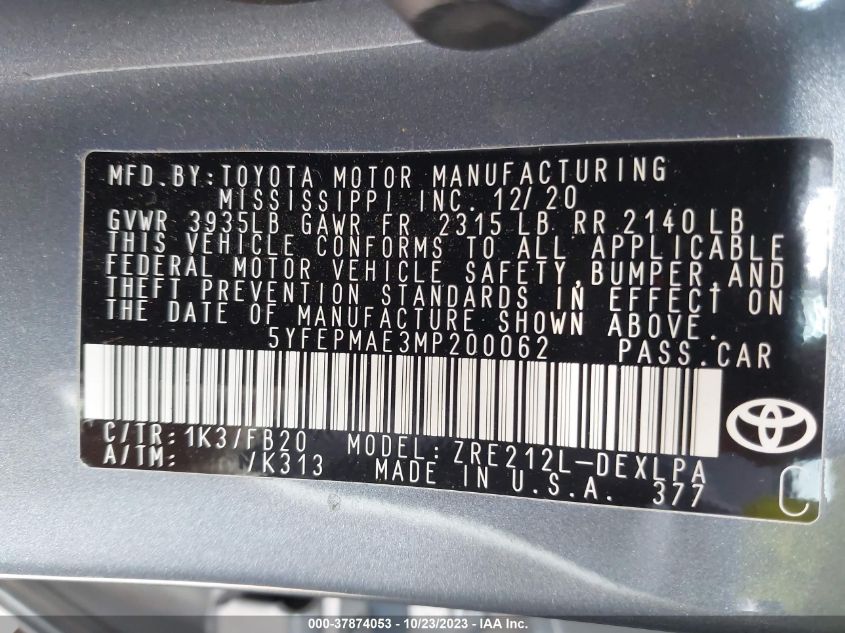 MFD.BY:TOYOTA MOTOR MANUFACTURING
MISSISSIPPI INC. 12/20
GVWR 3935LB GAWR FR 2315 LB RR 2140 LB
THIS VEHICLE CONFORMS TO ALL APPLICABLE
FEDERAL MOTOR VEHICLE SAFETY,BUMPER,AND
THEFT PREVENTION STANDARDS IN EFFECT ON
THE DATE OF MANUFACTURE SHOWN ABOVE.
5YFEPMAE3MP200062 PASS.CAR
C/TR:1K3/FB20 MODEL:ZRE212L-DEXLPA
A/TM: /K313 MADE IN U.S.A. 377
C
000-37874053 - 10/23/2023 - IAA Inc.